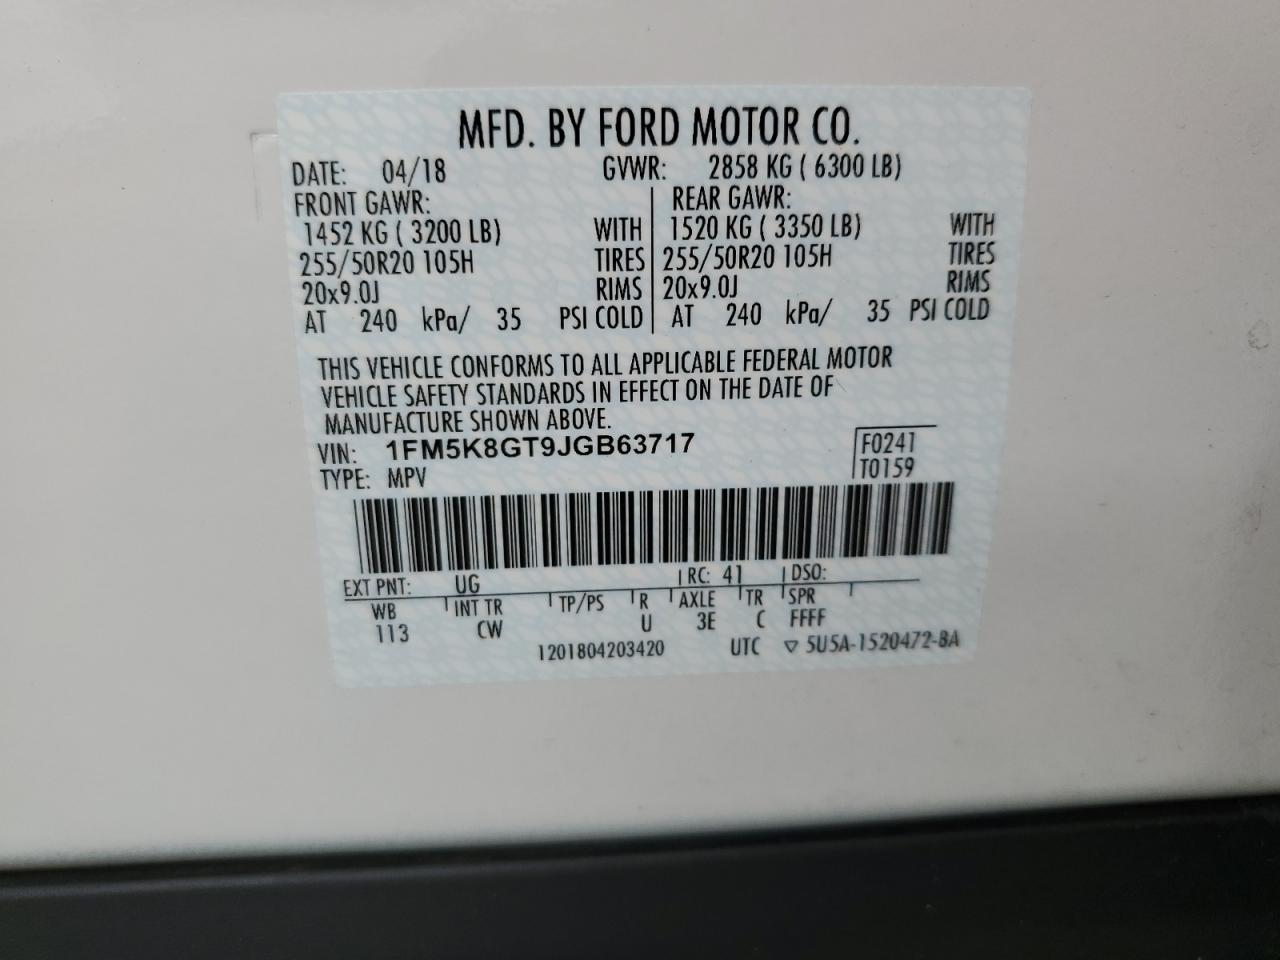 MFD. BY FORD MOTOR CO.
DATE: 04/18 GVWR: 2858 KG ( 6300 LB)
FRONT GAWR: REAR GAWR:
1452 KG ( 3200 LB) WITH 1520 KG ( 3350 LB) WITH
255/50R20 105H TIRES 255/50R20 105H TIRES
20x9.0J RIMS 20x9.0J RIMS
AT 240 kPa/ 35 PSI COLD AT 240 kPa/ 35 PSI COLD
THIS VEHICLE CONFORMS TO ALL APPLICABLE FEDERAL MOTOR
VEHICLE SAFETY STANDARDS IN EFFECT ON THE DATE OF
MANUFACTURE SHOWN ABOVE.
VIN: 1FM5K8GT9JGB63717 F0241
TYPE: MPV T0159
EXT PNT: UG RC: 41 DSO:
WB INT TR TP/PS R AXLE TR SPR
113 CW U 3E C FFFF
1201804203420 UTC ▽ 5U5A-1520472-BA